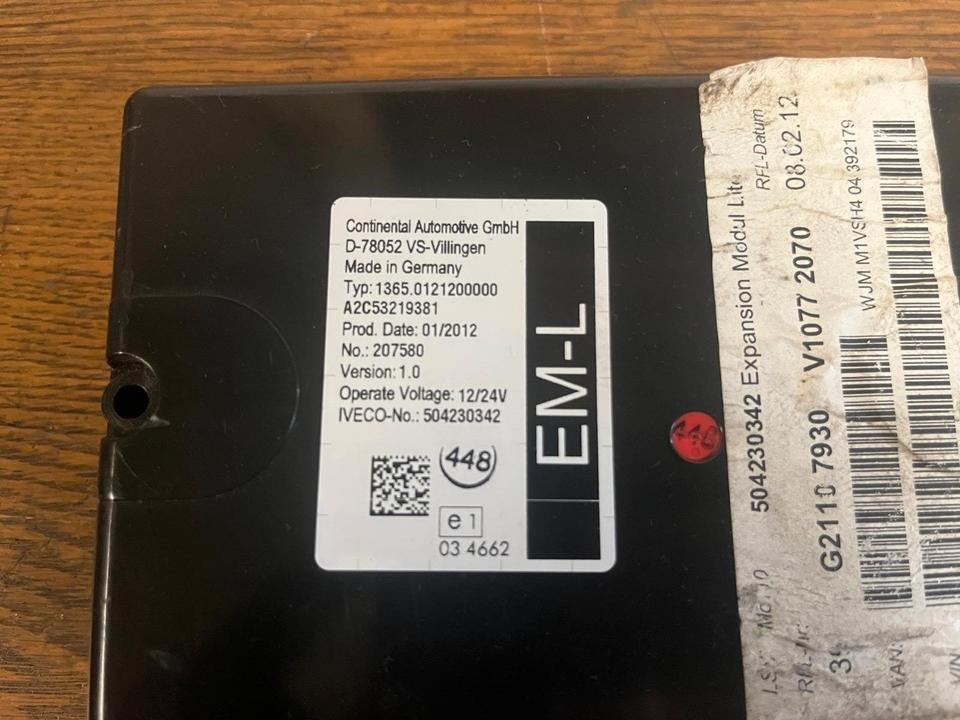 Continental Automotive GmbH
D-78052 VS-Villingen
Made in Germany
Typ: 1365.0121200000
A2C53219381
Prod. Date: 01/2012
No.: 207580
Version: 1.0
Operate Voltage: 12/24V
IVECO-No.: 504230342
448
e1
03 4662
EM-L
448
504230342 Expansion Modul Lite
RFL-Datum
G2110 7930 V1077 2070 08.02.12
WJM M1VSH4 04 392179
VAN:
VIN